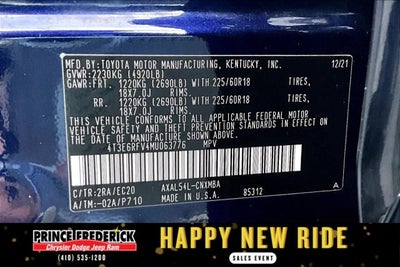 MFD. BY: TOYOTA MOTOR MANUFACTURING, KENTUCKY, INC. 12/21
GVWR: 2230KG (4920LB)
GAWR: FRT. 1220KG (2690LB) WITH 225/60R18 TIRES,
18X7.0J RIMS.
RR. 1220KG (2690LB) WITH 225/60R18 TIRES,
18X7.0J RIMS.
THIS VEHICLE CONFORMS TO ALL APPLICABLE FEDERAL
MOTOR VEHICLE SAFETY STANDARDS IN EFFECT ON THE DATE
OF MANUFACTURE SHOWN ABOVE.
4T3E6RFV4MU063776 MPV
C/TR: 2RA/EC20 AXAL54L-CNXMBA A
A/TM: -02A/P710 MADE IN U.S.A. 85312
PRINCE FREDERICK
Chrysler Dodge Jeep Ram
(410) 535-1200
HAPPY NEW RIDE
SALES EVENT